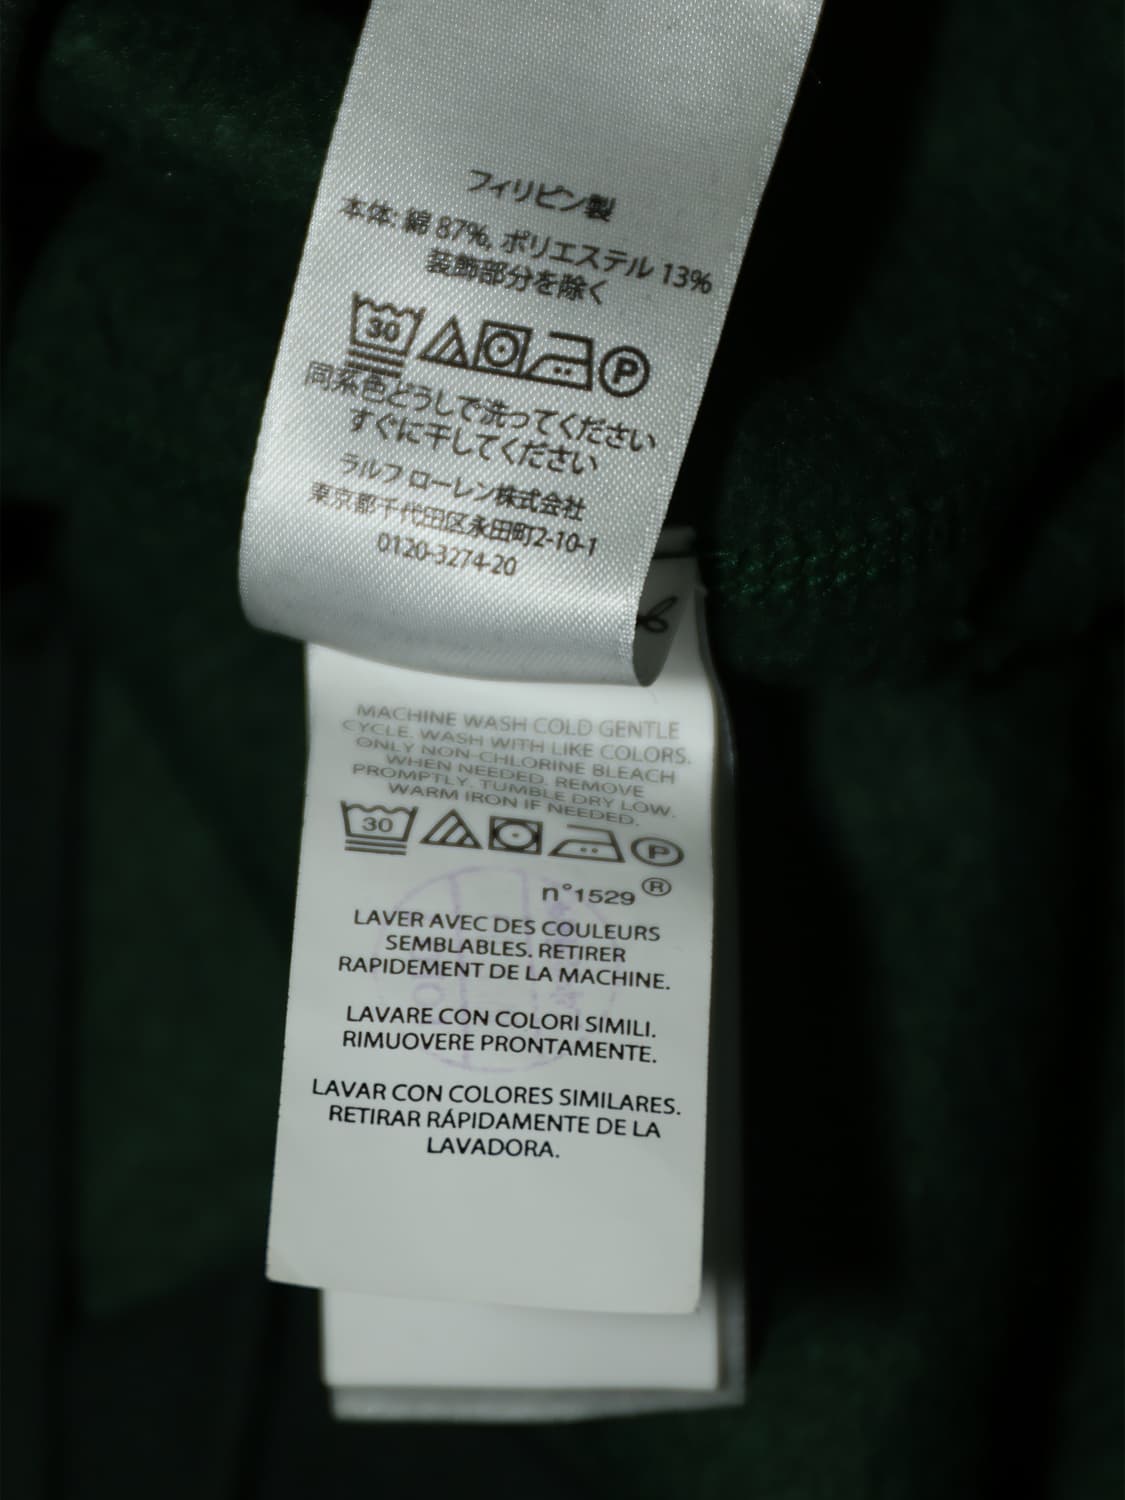 フィリピン製
本体: 綿 87%, ポリエステル 13%
装飾部分を除く
30
P
同系色どうしで洗ってください
すぐに干してください
ラルフ ローレン株式会社
東京都千代田区永田町2-10-1
0120-3274-20
MACHINE WASH COLD GENTLE
CYCLE. WASH WITH LIKE COLORS.
ONLY NON-CHLORINE BLEACH
WHEN NEEDED. REMOVE
PROMPTLY. TUMBLE DRY LOW.
WARM IRON IF NEEDED.
30
P
n°1529 ®
LAVER AVEC DES COULEURS
SEMBLABLES. RETIRER
RAPIDEMENT DE LA MACHINE.
LAVARE CON COLORI SIMILI.
RIMUOVERE PRONTAMENTE.
LAVAR CON COLORES SIMILARES.
RETIRAR RÁPIDAMENTE DE LA
LAVADORA.